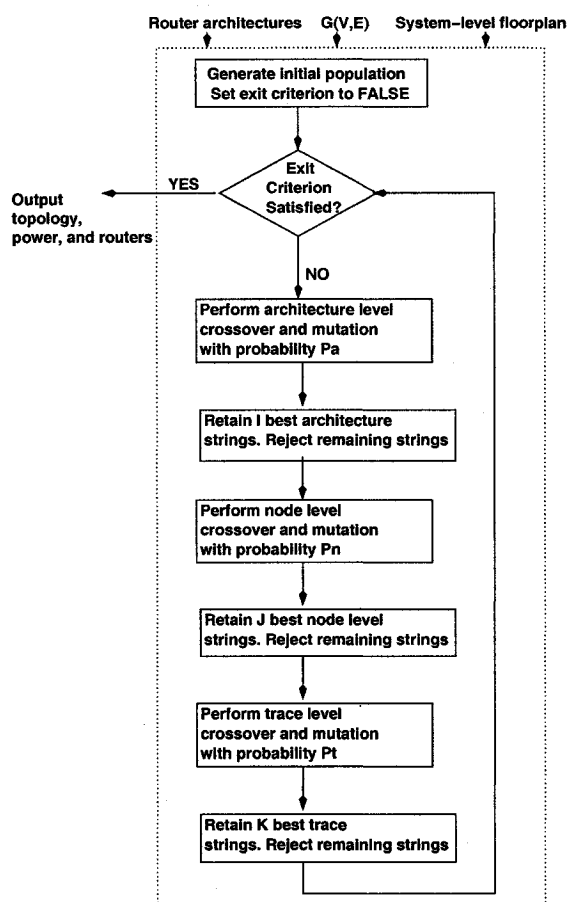 Router architectures
G(V,E)
System-level floorplan
Generate initial population
Set exit criterion to FALSE
Exit
Criterion
Satisfied?
YES
Output
topology,
power, and routers
NO
Perform architecture level
crossover and mutation
with probability Pa
Retain I best architecture
strings. Reject remaining strings
Perform node level
crossover and mutation
with probability Pn
Retain J best node level
strings. Reject remaining strings
Perform trace level
crossover and mutation
with probability Pt
Retain K best trace
strings. Reject remaining strings